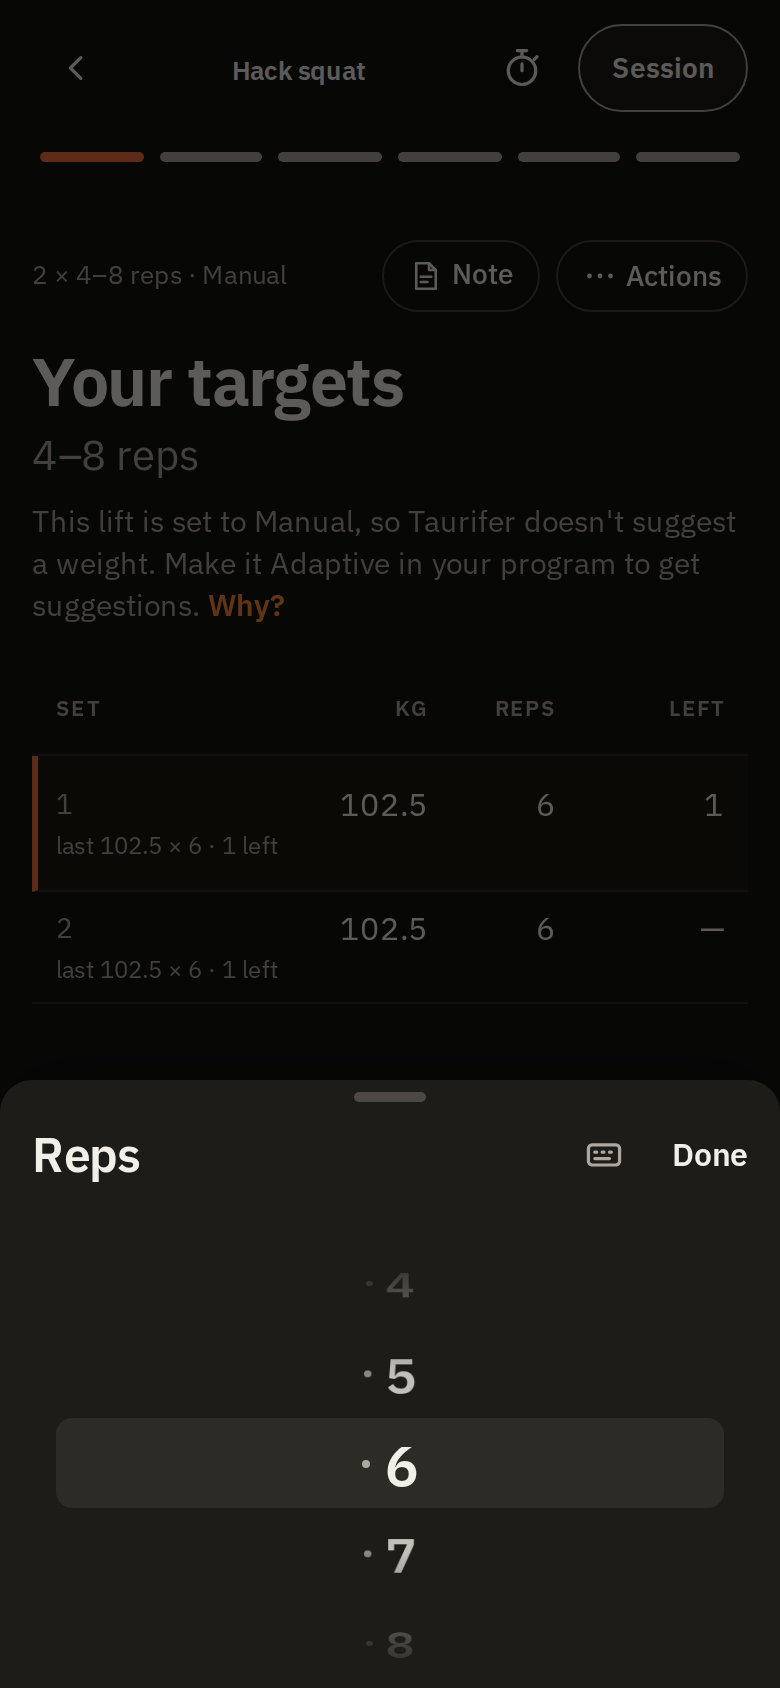 Hack squat
Session
2 × 4–8 reps · Manual
Note
··· Actions
Your targets
4–8 reps
This lift is set to Manual, so Taurifer doesn't suggest
a weight. Make it Adaptive in your program to get
suggestions. Why?
SET KG REPS LEFT
1 102.5 6 1
last 102.5 × 6 · 1 left
2 102.5 6 —
last 102.5 × 6 · 1 left
Reps
Done
· 4
· 5
· 6
· 7
· 8